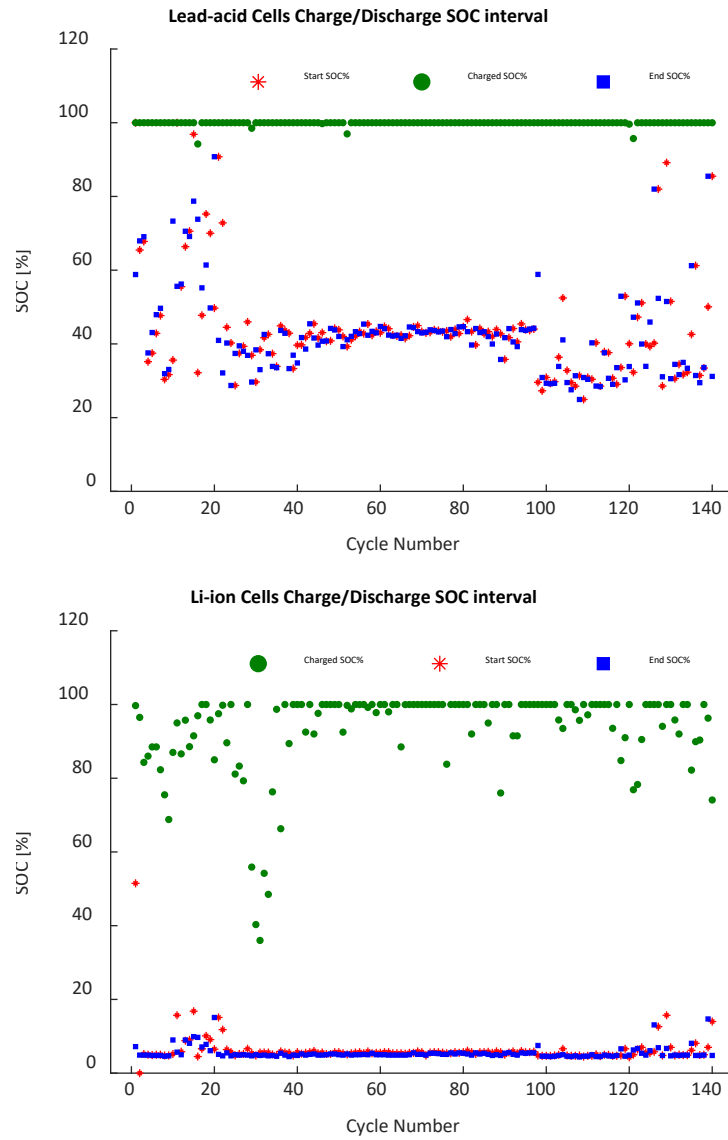 Lead-acid Cells Charge/Discharge SOC interval
120
Start SOC% Charged SOC% End SOC%
100
80
60
40
20
0
SOC [%]
0 20 40 60 80 100 120 140
Cycle Number
Li-ion Cells Charge/Discharge SOC interval
120
Charged SOC% Start SOC% End SOC%
100
80
60
40
20
0
SOC [%]
0 20 40 60 80 100 120 140
Cycle Number